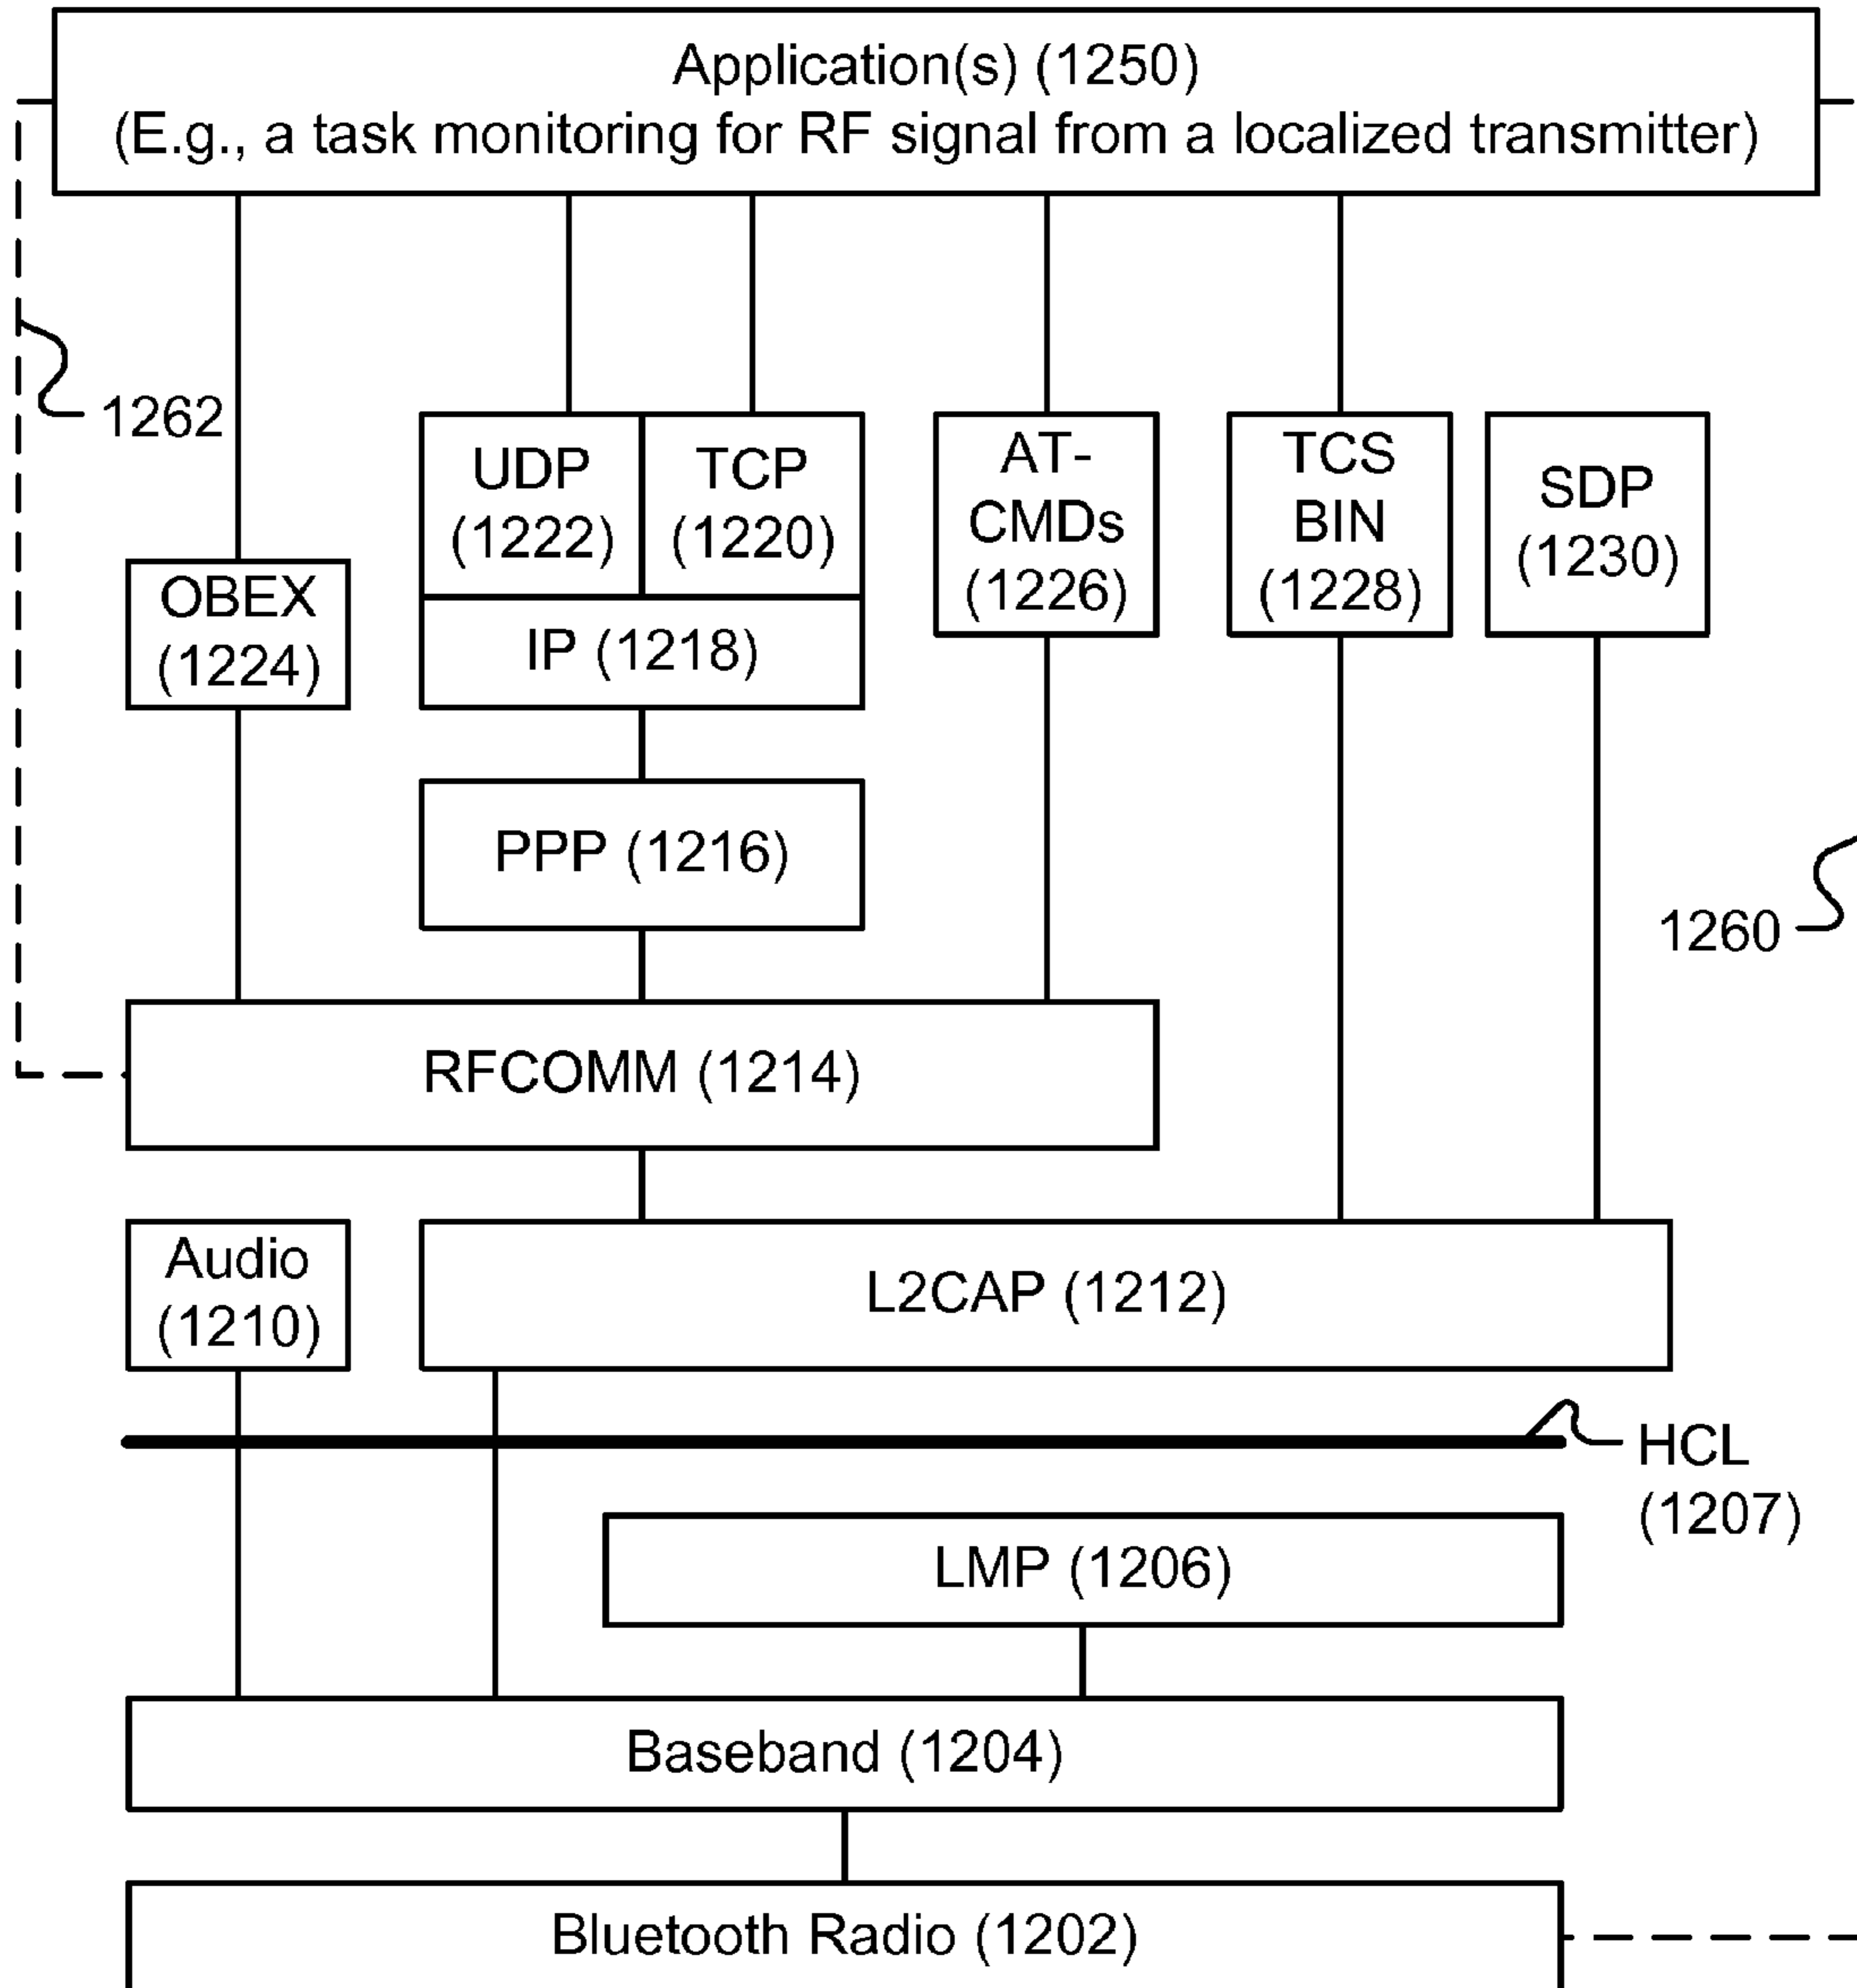 Application(s) (1250)
(E.g., a task monitoring for RF signal from a localized transmitter)
1262
UDP
(1222)
TCP
(1220)
AT-
CMDs
(1226)
TCS
BIN
(1228)
SDP
(1230)
OBEX
(1224)
IP (1218)
PPP (1216)
1260
RFCOMM (1214)
Audio
(1210)
L2CAP (1212)
HCL
(1207)
LMP (1206)
Baseband (1204)
Bluetooth Radio (1202)